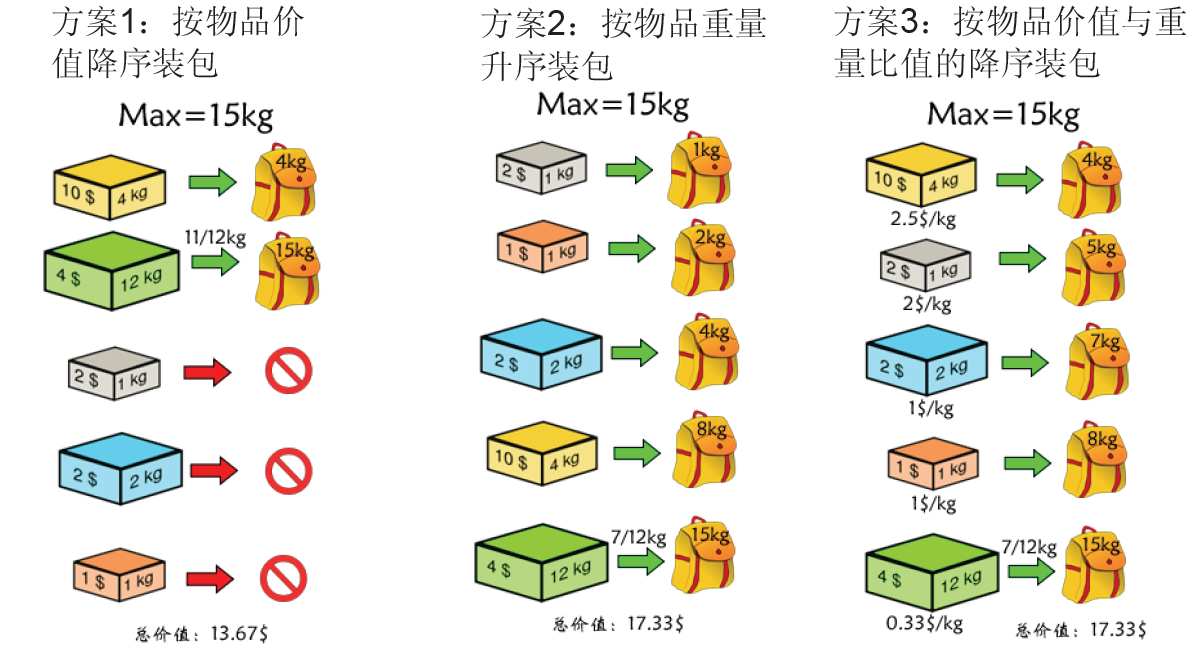 方案1：按物品价
值降序装包
Max=15kg
10 $ 4 kg
4kg
11/12kg
4 $ 12 kg
15kg
2 $ 1 kg
2 $ 2 kg
1 $ 1 kg
总价值：13.67$
方案2：按物品重量
升序装包
Max=15kg
2 $ 1 kg
1kg
1 $ 1 kg
2kg
2 $ 2 kg
4kg
10 $ 4 kg
8kg
4 $ 12 kg
7/12kg
15kg
总价值：17.33$
方案3：按物品价值与重
量比值的降序装包
Max=15kg
10 $ 4 kg
4kg
2.5$/kg
2 $ 1 kg
5kg
2$/kg
2 $ 2 kg
7kg
1$/kg
1 $ 1 kg
8kg
1$/kg
4 $ 12 kg
7/12kg
15kg
0.33$/kg
总价值：17.33$